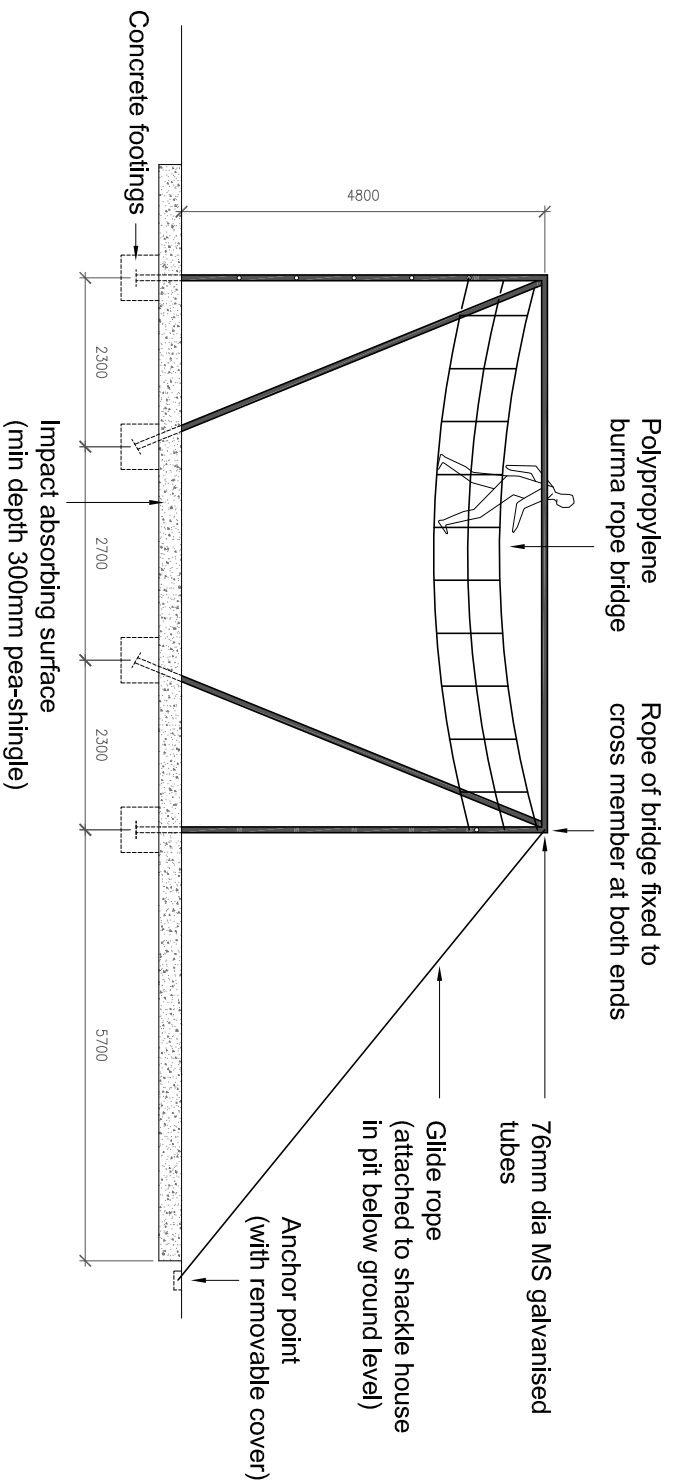 Polypropylene
burma rope bridge
Rope of bridge fixed to
cross member at both ends
76mm dia MS galvanised
tubes
Glide rope
(attached to shackle house
in pit below ground level)
Anchor point
(with removable cover)
4800
Concrete footings
2300
2700
2300
5700
Impact absorbing surface
(min depth 300mm pea-shingle)